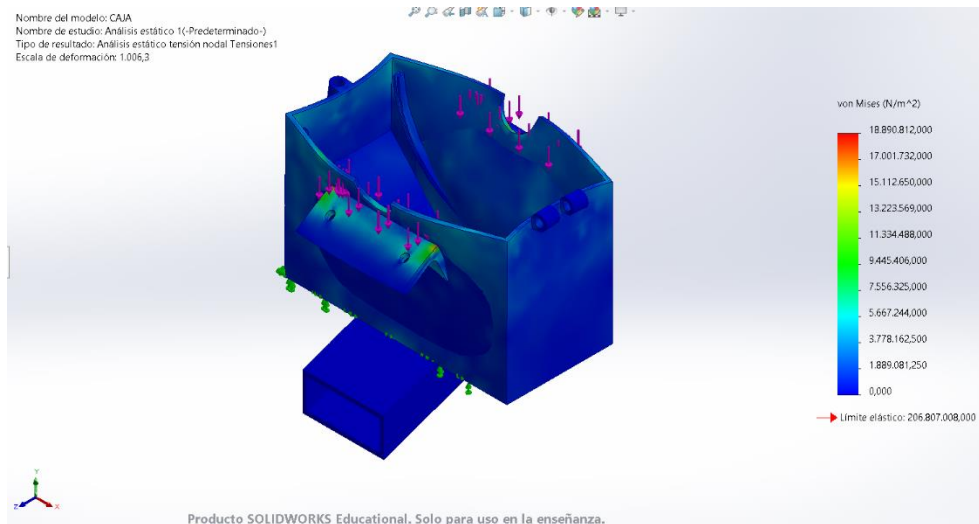 Nombre del modelo: CAJA
Nombre de estudio: Análisis estático 1(-Predeterminado-)
Tipo de resultado: Análisis estático tensión nodal Tensiones1
Escala de deformación: 1.006,3
von Mises (N/m^2)
18.890.812,000
17.001.732,000
15.112.650,000
13.223.569,000
11.334.488,000
9.445.406,000
7.556.325,000
5.667.244,000
3.778.162,500
1.889.081,250
0,000
Límite elástico: 206.807.008,000
Y
Z
X
Producto SOLIDWORKS Educational. Solo para uso en la enseñanza.